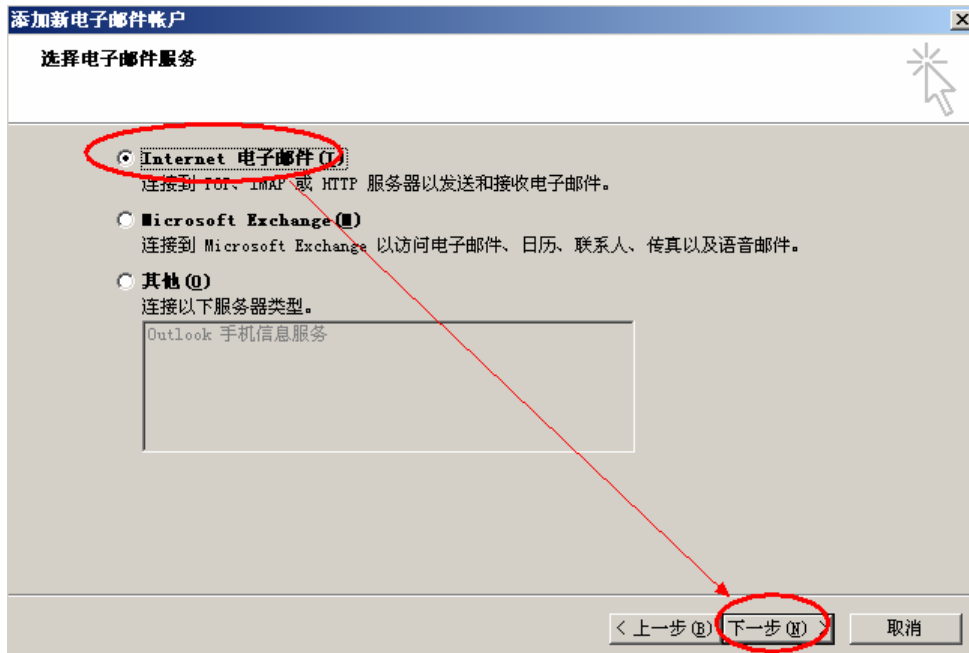 添加新电子邮件帐户
选择电子邮件服务
Internet 电子邮件(I)
连接到 POP、IMAP 或 HTTP 服务器以发送和接收电子邮件。
Microsoft Exchange(M)
连接到 Microsoft Exchange 以访问电子邮件、日历、联系人、传真以及语音邮件。
其他(O)
连接以下服务器类型。
Outlook 手机信息服务
< 上一步(B) 下一步(N) > 取消